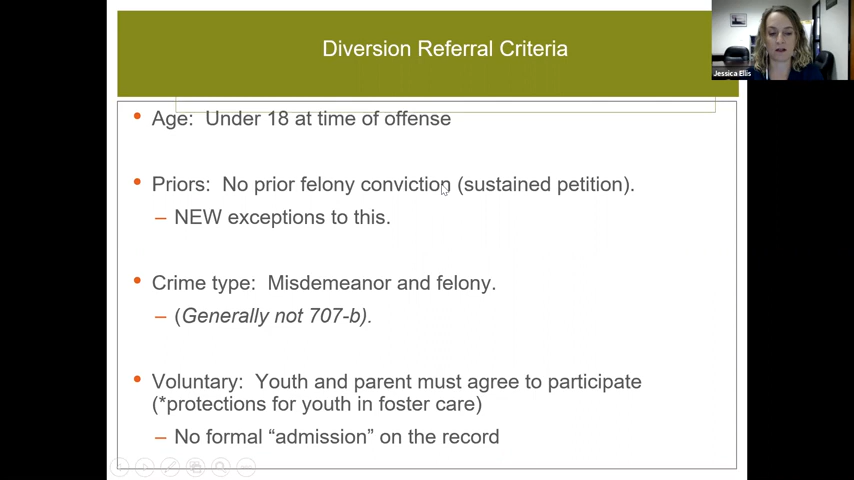 Diversion Referral Criteria
Jessica Ellis
• Age: Under 18 at time of offense
• Priors: No prior felony conviction (sustained petition).
– NEW exceptions to this.
• Crime type: Misdemeanor and felony.
– (Generally not 707-b).
• Voluntary: Youth and parent must agree to participate
(*protections for youth in foster care)
– No formal “admission” on the record